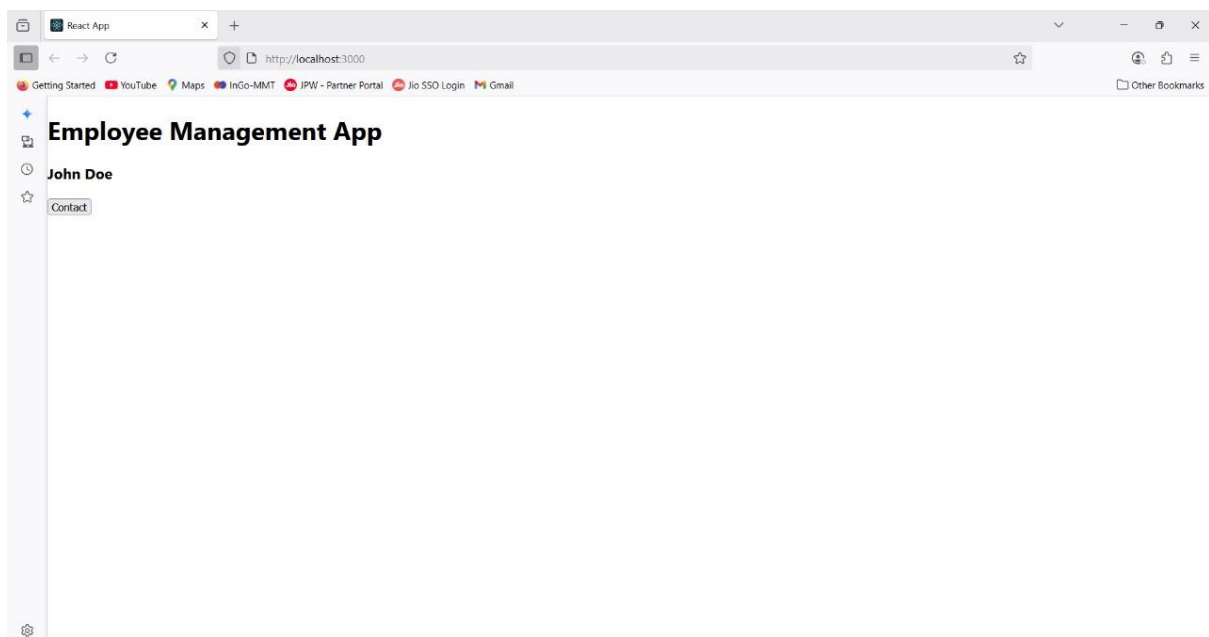 React App
http://localhost:3000
Getting Started YouTube Maps InGo-MMT JPW - Partner Portal Jio SSO Login Gmail Other Bookmarks
Employee Management App
John Doe
Contact